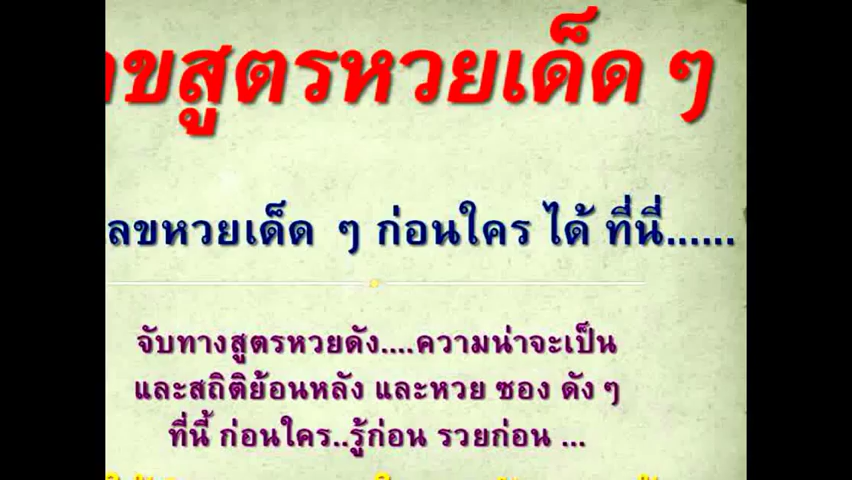 ขสูตรหวยเด็ด ๆ
ลขหวยเด็ด ๆ ก่อนใคร ได้ ที่นี่......
จับทางสูตรหวยดัง....ความน่าจะเป็น
และสถิติย้อนหลัง และหวย ซอง ดัง ๆ
ที่นี้ ก่อนใคร..รู้ก่อน รวยก่อน ...